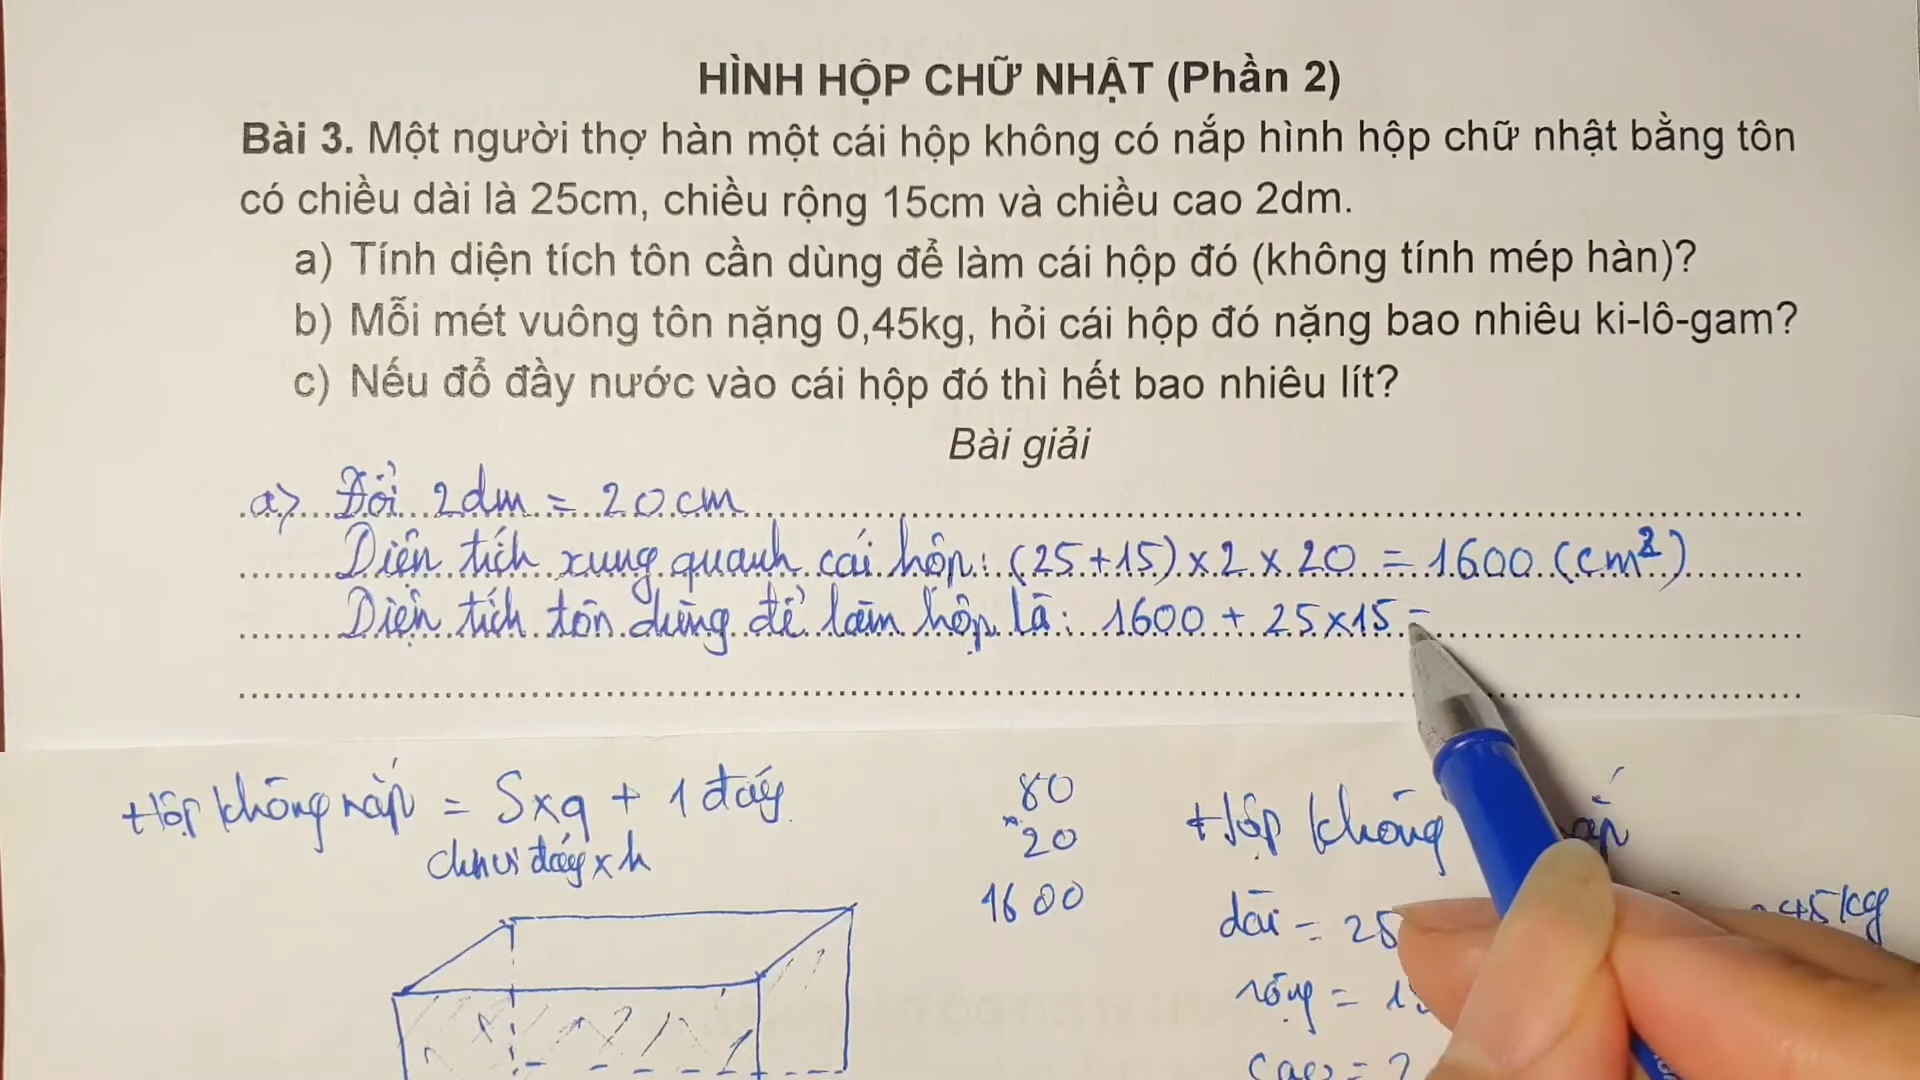 HÌNH HỘP CHỮ NHẬT (Phần 2)
Bài 3. Một người thợ hàn một cái hộp không có nắp hình hộp chữ nhật bằng tôn
có chiều dài là 25cm, chiều rộng 15cm và chiều cao 2dm.
a) Tính diện tích tôn cần dùng để làm cái hộp đó (không tính mép hàn)?
b) Mỗi mét vuông tôn nặng 0,45kg, hỏi cái hộp đó nặng bao nhiêu ki-lô-gam?
c) Nếu đổ đầy nước vào cái hộp đó thì hết bao nhiêu lít?
Bài giải
a) Đổi 2dm = 20cm
Diện tích xung quanh cái hộp: (25+15) x 2 x 20 = 1600 (cm²)
Diện tích tôn dùng để làm hộp là: 1600 + 25x15 =
Hộp không nắp = Sxq + 1 đáy
chu vi đáy x h
80
x 20
1600
Hộp không
dài = 25
45kg
rộng = 1
cao = 2